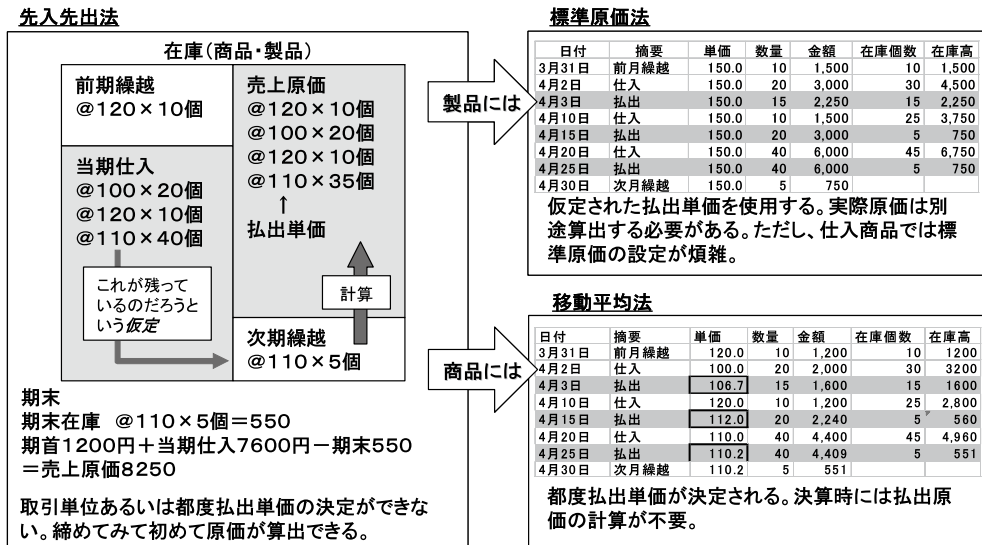 先入先出法
在庫(商品・製品)
前期繰越
@120×10個
当期仕入
@100×20個
@120×10個
@110×40個
これが残って
いるのだろうと
いう仮定
売上原価
@120×10個
@100×20個
@120×10個
@110×35個
↑
払出単価
計算
次期繰越
@110×5個
期末
期末在庫 @110×5個=550
期首1200円+当期仕入7600円-期末550
=売上原価8250
取引単位あるいは都度払出単価の決定ができな
い。締めてみて初めて原価が算出できる。
製品には
商品には
標準原価法
日付 摘要 単価 数量 金額 在庫個数 在庫高
3月31日 前月繰越 150.0 10 1,500 10 1,500
4月2日 仕入 150.0 20 3,000 30 4,500
4月3日 払出 150.0 15 2,250 15 2,250
4月10日 仕入 150.0 10 1,500 25 3,750
4月15日 払出 150.0 20 3,000 5 750
4月20日 仕入 150.0 40 6,000 45 6,750
4月25日 払出 150.0 40 6,000 5 750
4月30日 次月繰越 150.0 5 750
仮定された払出単価を使用する。実際原価は別
途算出する必要がある。ただし、仕入商品では標
準原価の設定が煩雑。
移動平均法
日付 摘要 単価 数量 金額 在庫個数 在庫高
3月31日 前月繰越 120.0 10 1,200 10 1200
4月2日 仕入 100.0 20 2,000 30 3200
4月3日 払出 106.7 15 1,600 15 1600
4月10日 仕入 120.0 10 1,200 25 2,800
4月15日 払出 112.0 20 2,240 5 560
4月20日 仕入 110.0 40 4,400 45 4,960
4月25日 払出 110.2 40 4,409 5 551
4月30日 次月繰越 110.2 5 551
都度払出単価が決定される。決算時には払出原
価の計算が不要。